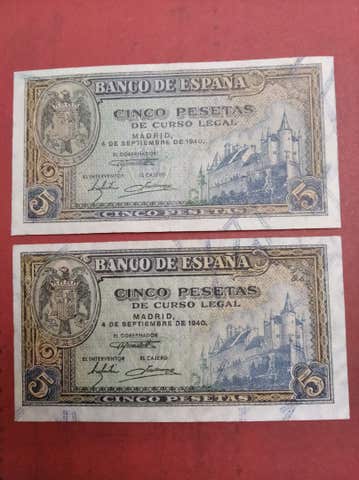 BANCO DE ESPAÑA
CINCO PESETAS
DE CURSO LEGAL
MADRID,
4 DE SEPTIEMBRE DE 1940.
EL GOBERNADOR
EL INTERVENTOR EL CAJERO
5 5
CINCO PESETAS
BANCO DE ESPAÑA
CINCO PESETAS
DE CURSO LEGAL
MADRID,
4 DE SEPTIEMBRE DE 1940.
EL GOBERNADOR
EL INTERVENTOR EL CAJERO
5 5
CINCO PESETAS